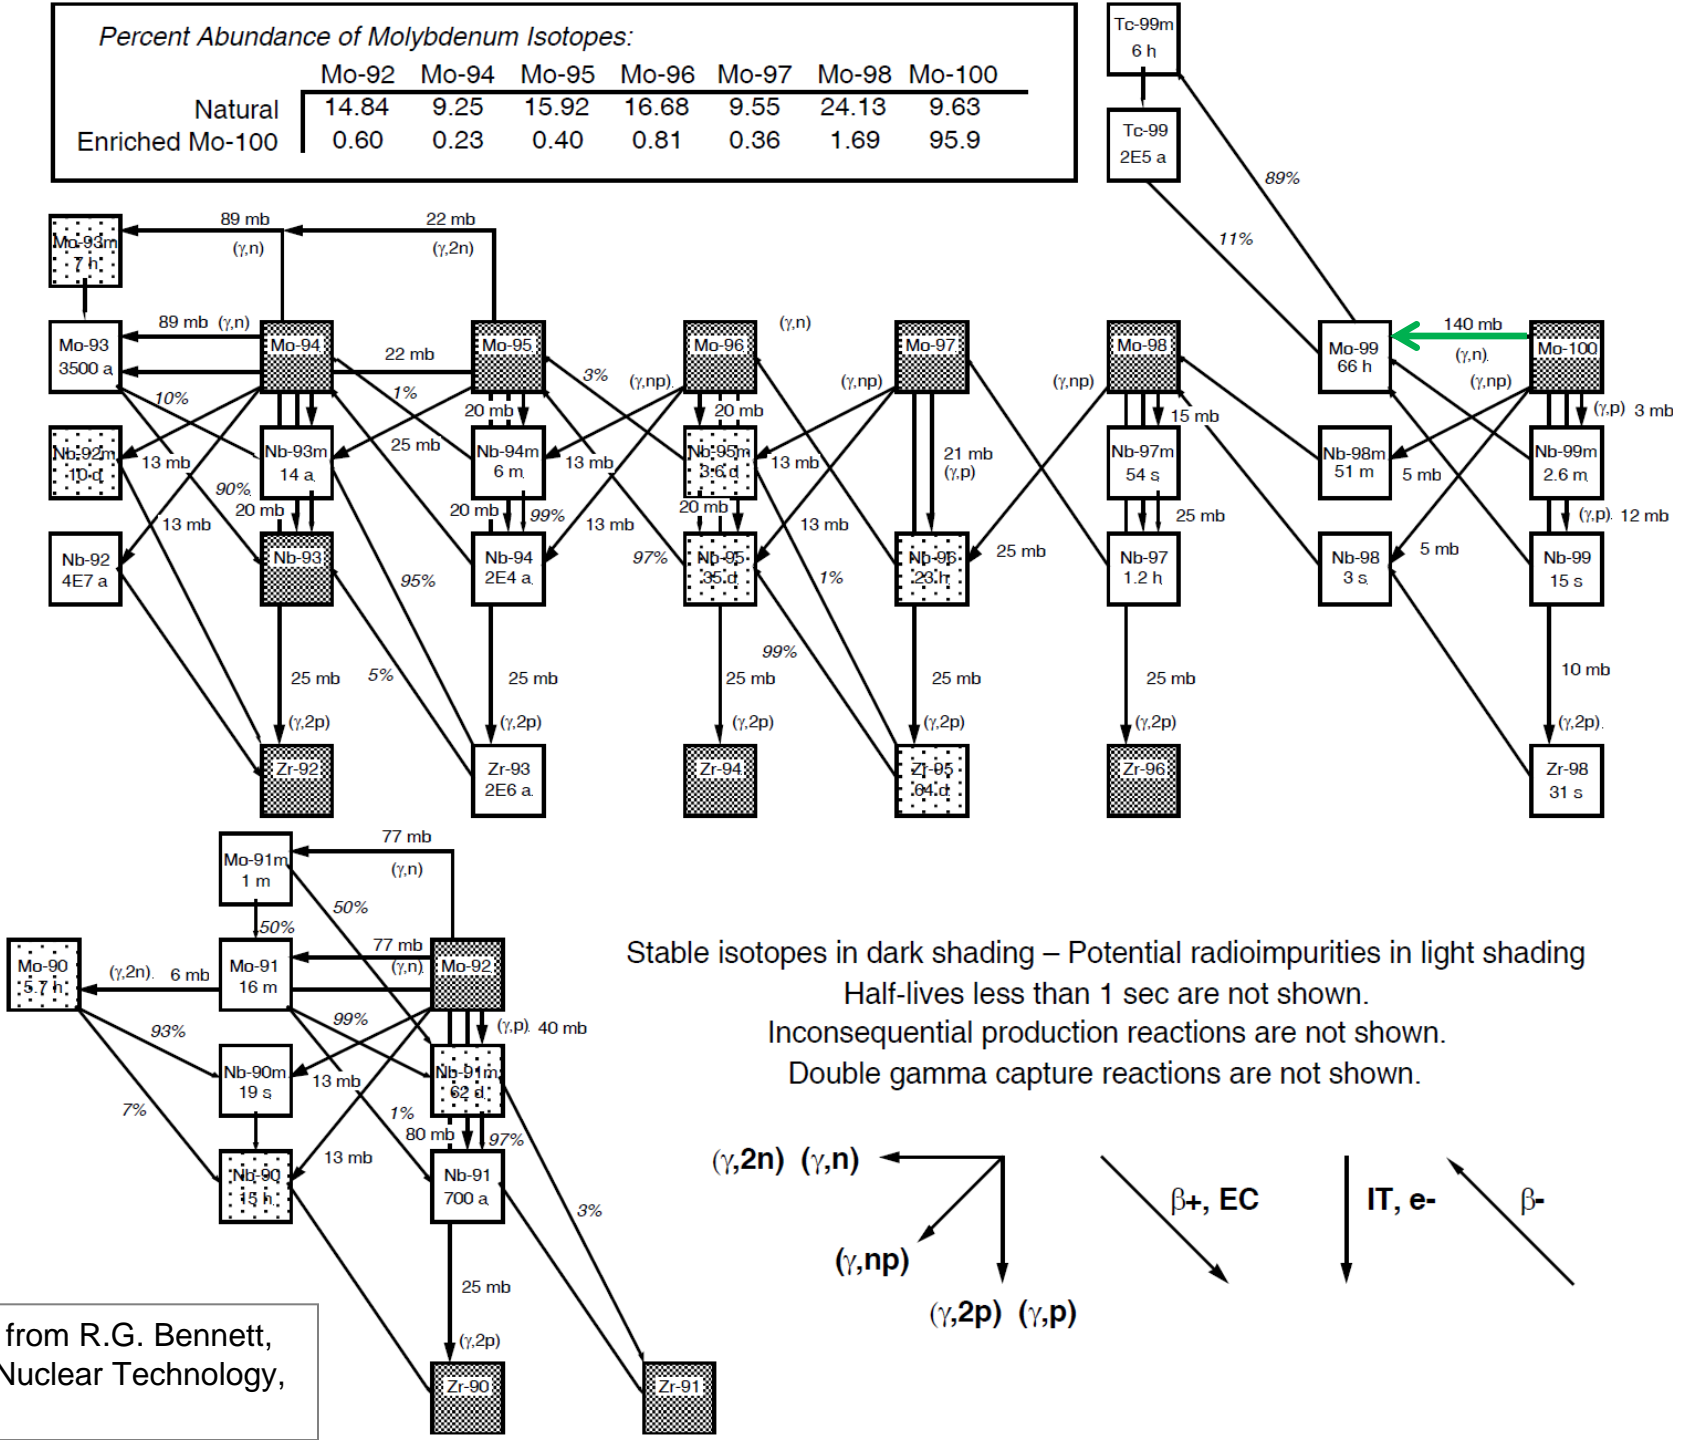 Percent Abundance of Molybdenum Isotopes:
Mo-92 Mo-94 Mo-95 Mo-96 Mo-97 Mo-98 Mo-100
Natural 14.84 9.25 15.92 16.68 9.55 24.13 9.63
Enriched Mo-100 0.60 0.23 0.40 0.81 0.36 1.69 95.9
Tc-99m
6 h
Tc-99
2E5 a
89%
11%
89 mb
(γ,n)
22 mb
(γ,2n)
Mo-93m
7 h
Mo-93
3500 a
89 mb (γ,n)
Mo-94
22 mb
Mo-95
Mo-96
(γ,n)
Mo-97
Mo-98
Mo-99
66 h
140 mb
(γ,n)
Mo-100
10%
1%
3%
(γ,np)
(γ,np)
(γ,np)
(γ,np)
(γ,p) 3 mb
20 mb
20 mb
15 mb
Nb-92m
10 d
13 mb
Nb-93m
14 a
25 mb
Nb-94m
6 m
13 mb
Nb-95m
3.6 d
13 mb
21 mb
(γ,p)
Nb-97m
54 s
Nb-98m
51 m
5 mb
Nb-99m
2.6 m
90%
20 mb
13 mb
20 mb
99%
13 mb
20 mb
13 mb
25 mb
(γ,p) 12 mb
Nb-92
4E7 a
Nb-93
95%
Nb-94
2E4 a
97%
Nb-95
35 d
1%
Nb-96
23 h
25 mb
Nb-97
1.2 h
Nb-98
3 s
5 mb
Nb-99
15 s
99%
25 mb
5%
25 mb
25 mb
25 mb
25 mb
10 mb
(γ,2p)
(γ,2p)
(γ,2p)
(γ,2p)
(γ,2p)
(γ,2p)
Zr-92
Zr-93
2E6 a
Zr-94
Zr-95
64 d
Zr-96
Zr-98
31 s
77 mb
(γ,n)
Mo-91m
1 m
50%
50%
77 mb
(γ,n)
Mo-90
5.7 h
(γ,2n) 6 mb
Mo-91
16 m
Mo-92
93%
99%
(γ,p) 40 mb
Nb-90m
19 s
13 mb
Nb-91m
62 d
7%
1%
80 mb
97%
13 mb
Nb-90
15 h
Nb-91
700 a
3%
25 mb
(γ,2p)
Zr-90
Zr-91
Stable isotopes in dark shading – Potential radioimpurities in light shading
Half-lives less than 1 sec are not shown.
Inconsequential production reactions are not shown.
Double gamma capture reactions are not shown.
(γ,2n) (γ,n)
(γ,np)
(γ,2p) (γ,p)
β+, EC
IT, e-
β-
from R.G. Bennett,
Nuclear Technology,